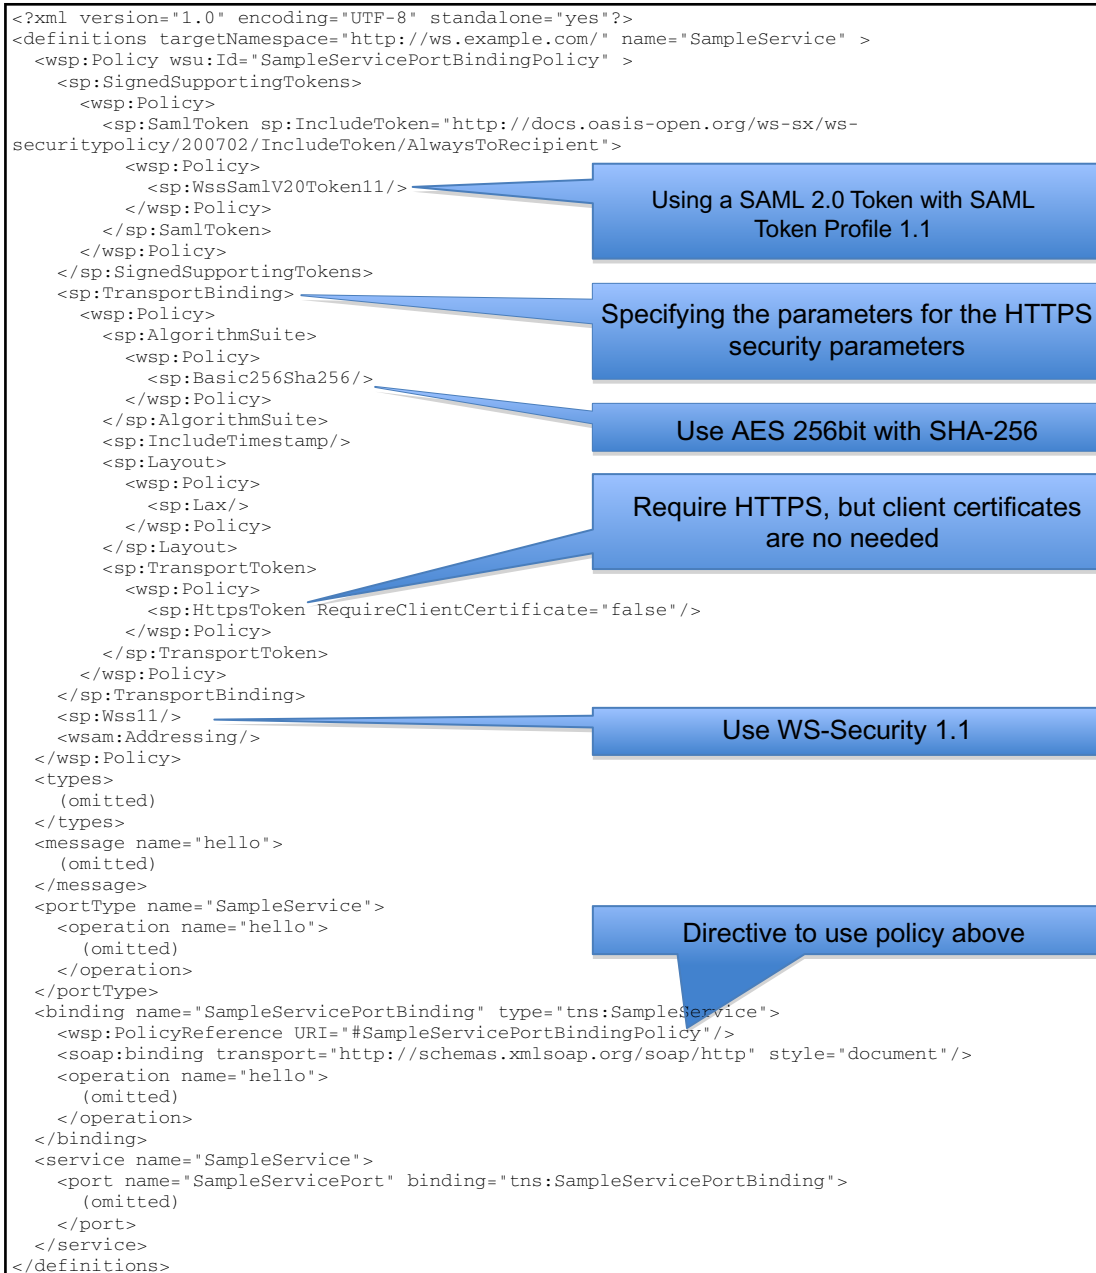 <?xml version="1.0" encoding="UTF-8" standalone="yes"?>
<definitions targetNamespace="http://ws.example.com/" name="SampleService" >
  <wsp:Policy wsu:Id="SampleServicePortBindingPolicy" >
    <sp:SignedSupportingTokens>
      <wsp:Policy>
        <sp:SamlToken sp:IncludeToken="http://docs.oasis-open.org/ws-sx/ws-
securitypolicy/200702/IncludeToken/AlwaysToRecipient">
          <wsp:Policy>
            <sp:WssSamlV20Token11/>
Using a SAML 2.0 Token with SAML
Token Profile 1.1
          </wsp:Policy>
        </sp:SamlToken>
      </wsp:Policy>
    </sp:SignedSupportingTokens>
    <sp:TransportBinding>
Specifying the parameters for the HTTPS
security parameters
      <wsp:Policy>
        <sp:AlgorithmSuite>
          <wsp:Policy>
            <sp:Basic256Sha256/>
Use AES 256bit with SHA-256
          </wsp:Policy>
        </sp:AlgorithmSuite>
        <sp:IncludeTimestamp/>
        <sp:Layout>
          <wsp:Policy>
            <sp:Lax/>
          </wsp:Policy>
        </sp:Layout>
        <sp:TransportToken>
          <wsp:Policy>
            <sp:HttpsToken RequireClientCertificate="false"/>
Require HTTPS, but client certificates
are no needed
          </wsp:Policy>
        </sp:TransportToken>
      </wsp:Policy>
    </sp:TransportBinding>
    <sp:Wss11/>
Use WS-Security 1.1
    <wsam:Addressing/>
  </wsp:Policy>
  <types>
    (omitted)
  </types>
  <message name="hello">
    (omitted)
  </message>
  <portType name="SampleService">
    <operation name="hello">
      (omitted)
    </operation>
  </portType>
Directive to use policy above
  <binding name="SampleServicePortBinding" type="tns:SampleService">
    <wsp:PolicyReference URI="#SampleServicePortBindingPolicy"/>
    <soap:binding transport="http://schemas.xmlsoap.org/soap/http" style="document"/>
    <operation name="hello">
      (omitted)
    </operation>
  </binding>
  <service name="SampleService">
    <port name="SampleServicePort" binding="tns:SampleServicePortBinding">
      (omitted)
    </port>
  </service>
</definitions>